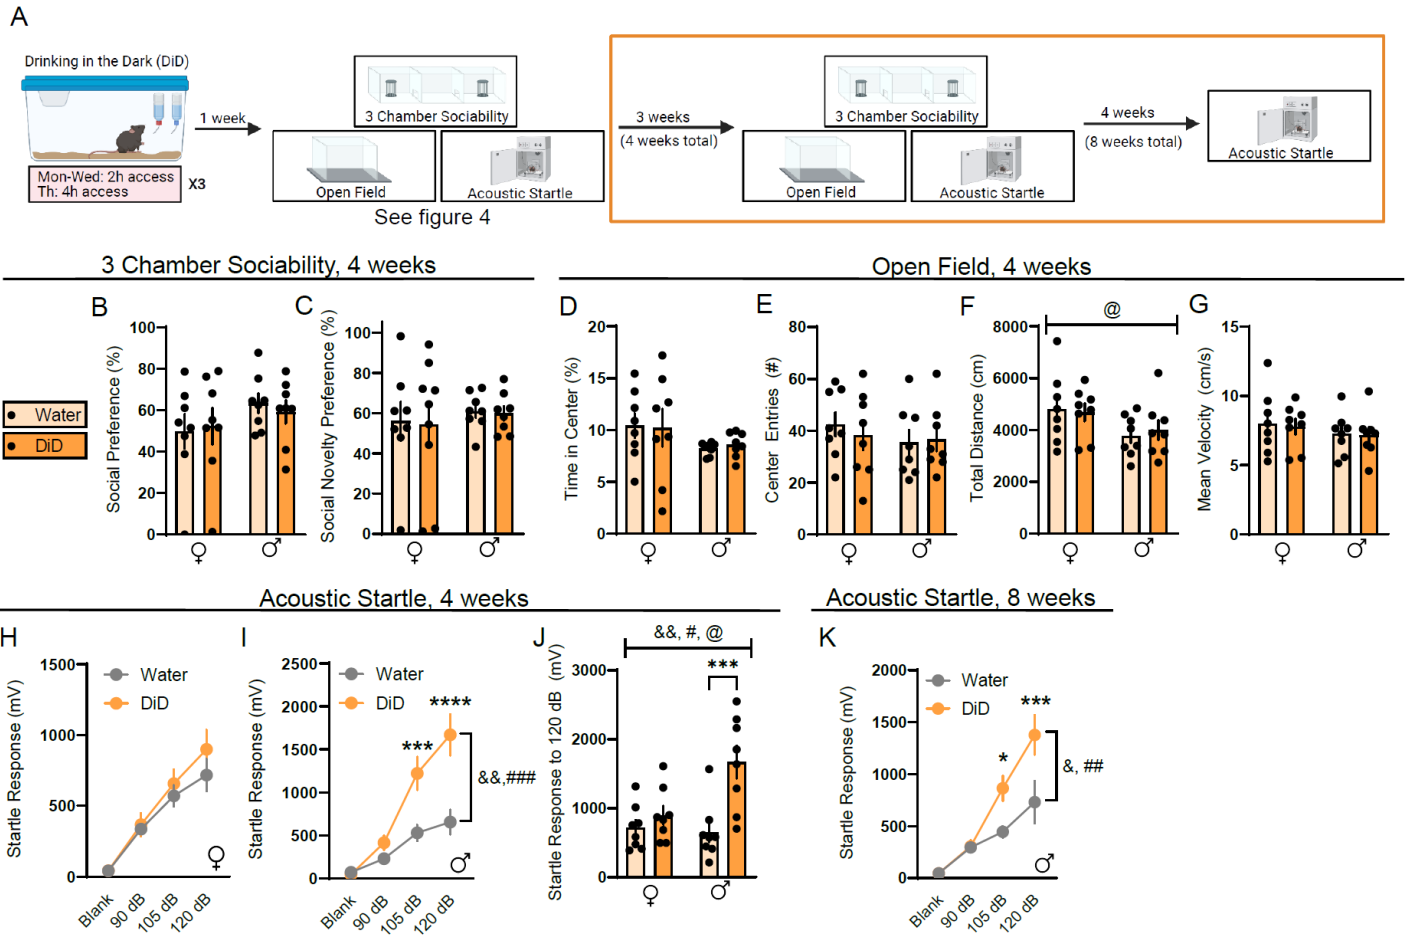 A
Drinking in the Dark (DiD)
Mon-Wed: 2h access
Th: 4h access
X3
1 week
3 Chamber Sociability
Open Field
Acoustic Startle
See figure 4
3 weeks
(4 weeks total)
3 Chamber Sociability
Open Field
Acoustic Startle
4 weeks
(8 weeks total)
Acoustic Startle
3 Chamber Sociability, 4 weeks
Open Field, 4 weeks
Water
DiD
B
Social Preference (%)
100
80
60
40
20
0
♀
♂
C
Social Novelty Preference (%)
100
80
60
40
20
0
♀
♂
D
Time in Center (%)
20
15
10
5
0
♀
♂
E
Center Entries (#)
80
60
40
20
0
♀
♂
F
Total Distance (cm)
8000
6000
4000
2000
0
@
♀
♂
G
Mean Velocity (cm/s)
15
10
5
0
♀
♂
Acoustic Startle, 4 weeks
Acoustic Startle, 8 weeks
H
Startle Response (mV)
1500
1000
500
0
Water
DiD
♀
Blank
90 dB
105 dB
120 dB
I
Startle Response (mV)
2500
2000
1500
1000
500
0
Water
DiD
***
****
&&,###
♂
Blank
90 dB
105 dB
120 dB
J
Startle Response to 120 dB (mV)
3000
2000
1000
0
&&, #, @
***
♀
♂
K
Startle Response (mV)
2000
1500
1000
500
0
Water
DiD
*
***
&, ##
♂
Blank
90 dB
105 dB
120 dB